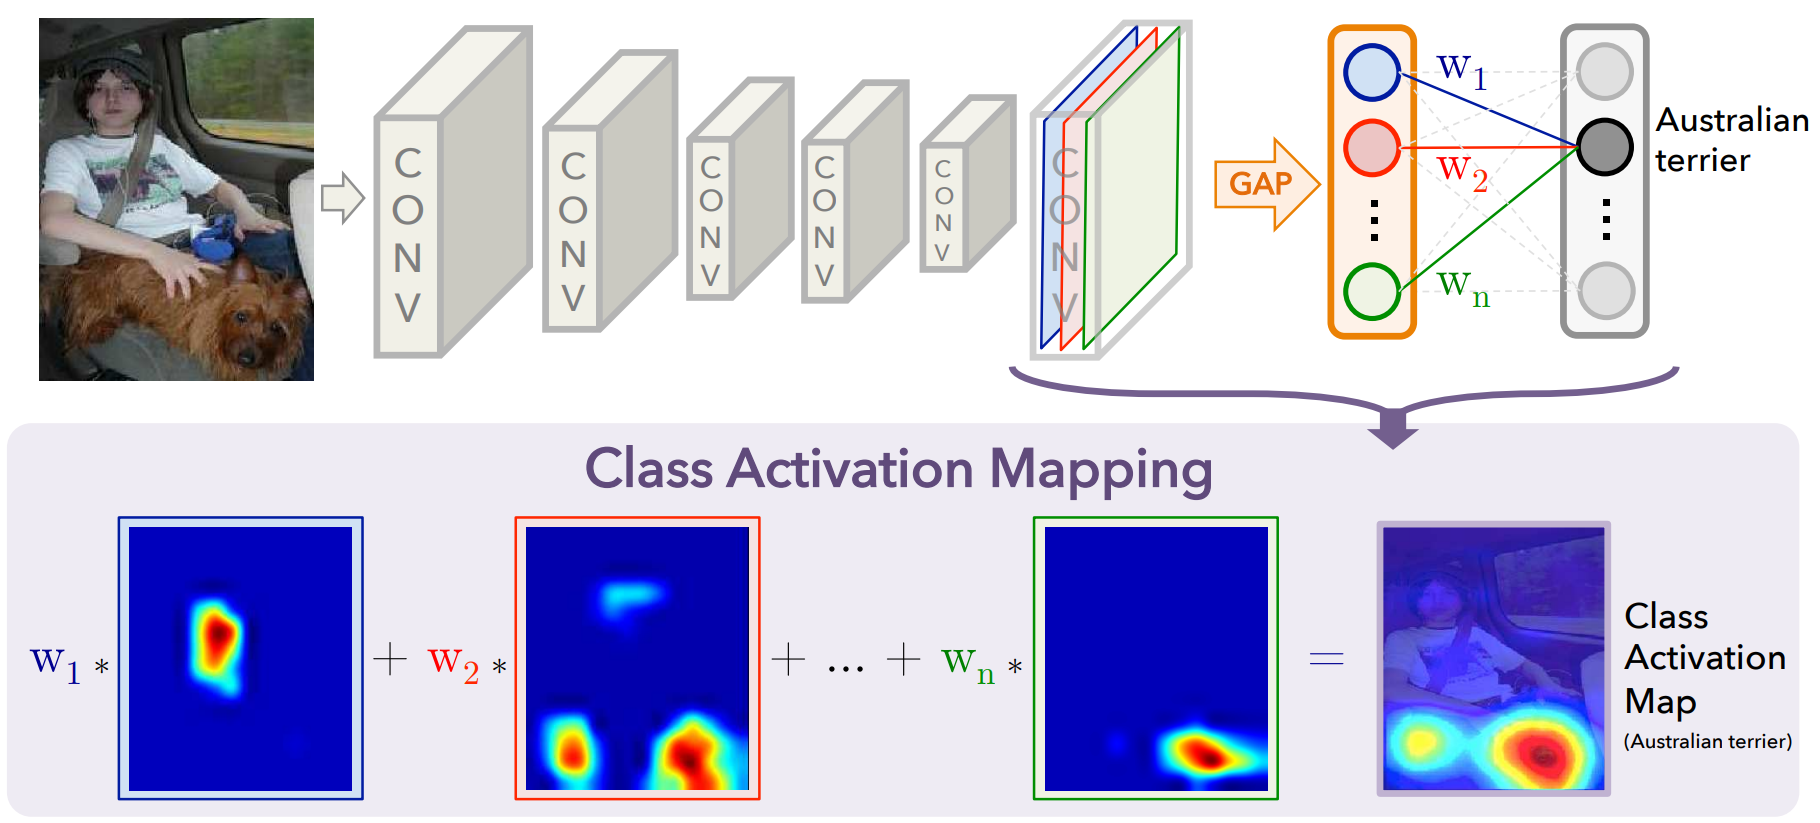 CONV
CONV
CONV
CONV
CONV
CONV
GAP
w1
w2
wn
Australian
terrier
Class Activation Mapping
w1 * + w2 * + ... + wn * =
Class
Activation
Map
(Australian terrier)